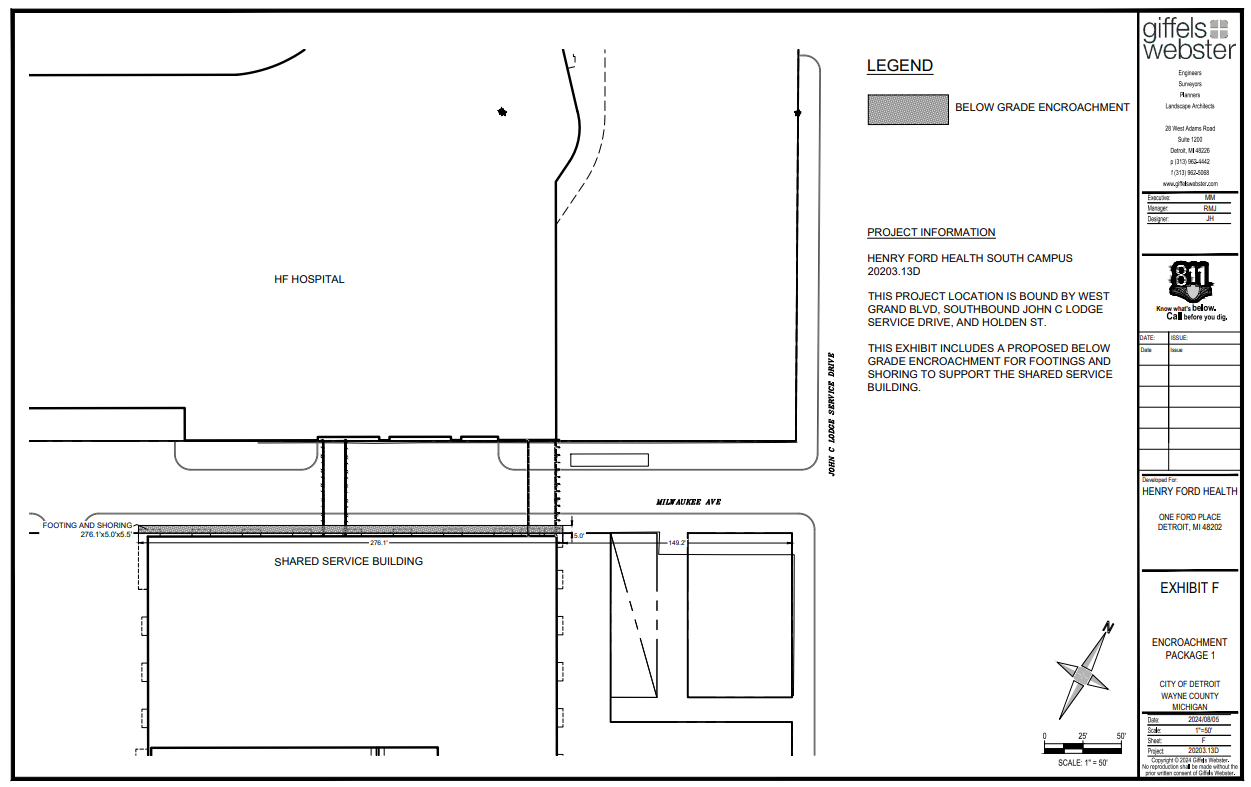 LEGEND
BELOW GRADE ENCROACHMENT
PROJECT INFORMATION
HENRY FORD HEALTH SOUTH CAMPUS
20203.13D
THIS PROJECT LOCATION IS BOUND BY WEST
GRAND BLVD, SOUTHBOUND JOHN C LODGE
SERVICE DRIVE, AND HOLDEN ST.
THIS EXHIBIT INCLUDES A PROPOSED BELOW
GRADE ENCROACHMENT FOR FOOTINGS AND
SHORING TO SUPPORT THE SHARED SERVICE
BUILDING.
HF HOSPITAL
JOHN C LODGE SERVICE DRIVE
MILWAUKEE AVE
FOOTING AND SHORING
276.1'x5.0'x5.5'
276.1'
5.0'
149.2'
SHARED SERVICE BUILDING
N
0 25' 50'
SCALE: 1" = 50'
giffels
webster
Engineers
Surveyors
Planners
Landscape Architects
28 West Adams Road
Suite 1200
Detroit, MI 48226
p (313) 962-4442
f (313) 962-5068
www.giffelswebster.com
Executive: MM
Manager: RMJ
Designer: JH
811
Know what's below.
Call before you dig.
DATE: ISSUE:
Date Issue
Developed For:
HENRY FORD HEALTH
ONE FORD PLACE
DETROIT, MI 48202
EXHIBIT F
ENCROACHMENT
PACKAGE 1
CITY OF DETROIT
WAYNE COUNTY
MICHIGAN
Date: 2024/08/05
Scale: 1"=50'
Sheet: F
Project: 20203.13D
Copyright © 2024 Giffels Webster.
No reproduction shall be made without the
prior written consent of Giffels Webster.